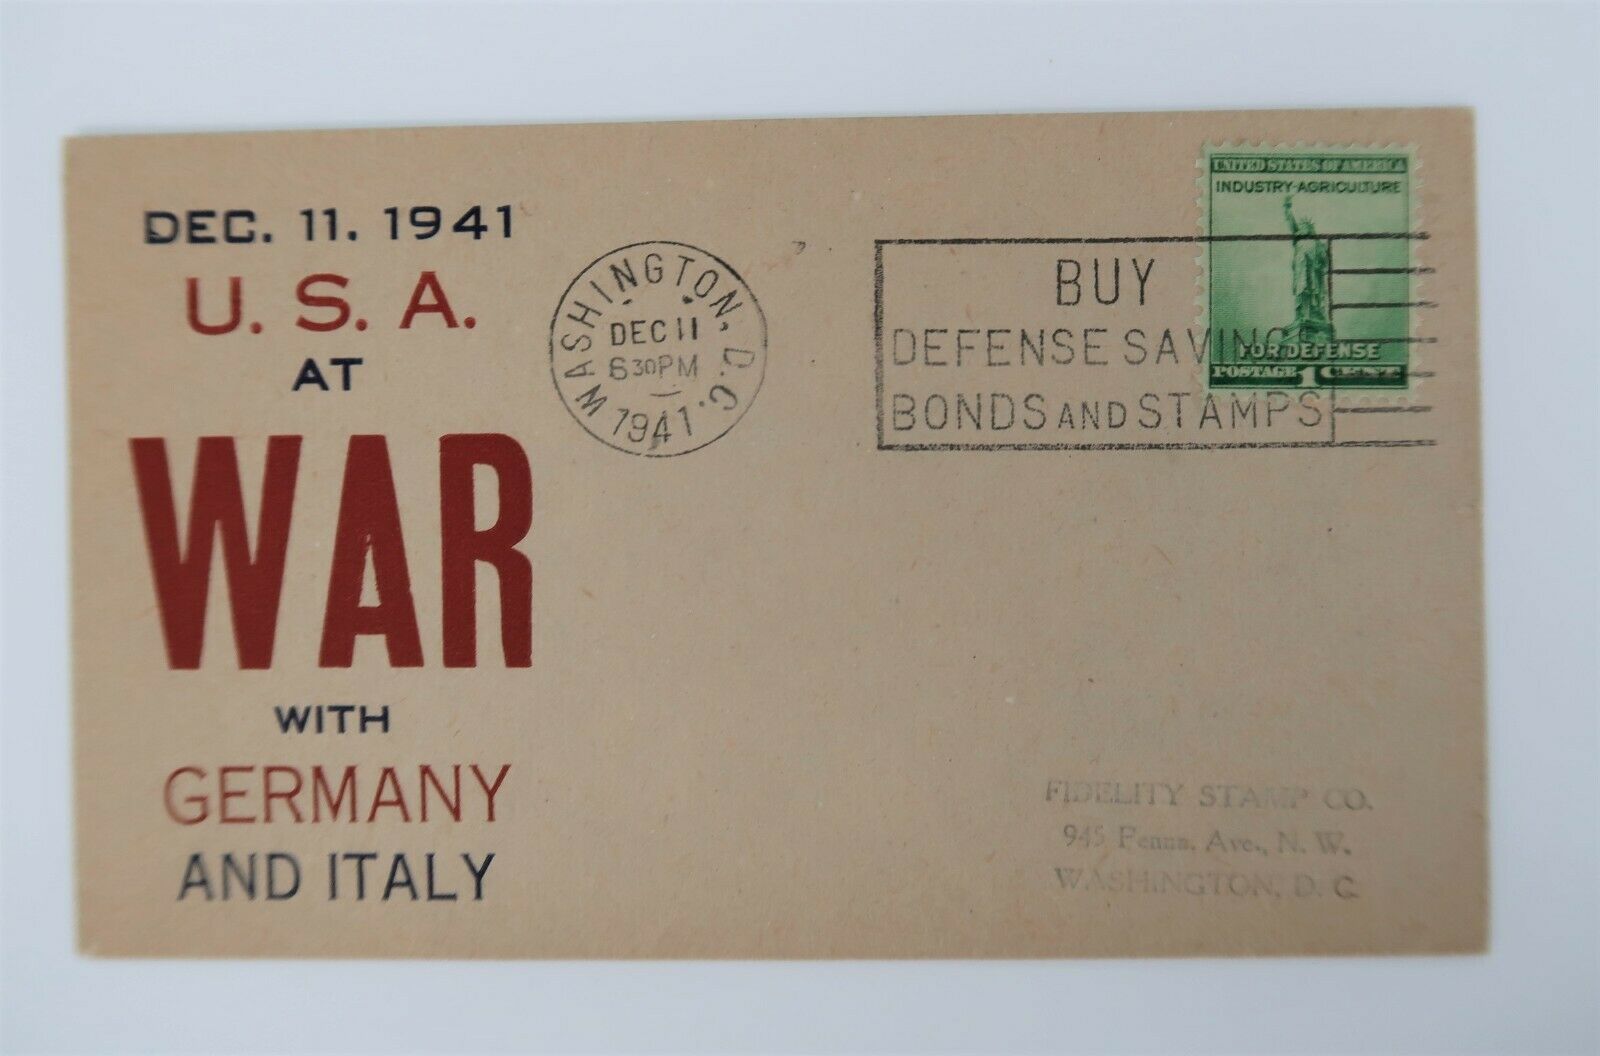 DEC. 11. 1941
U. S. A.
AT
WAR
WITH
GERMANY
AND ITALY
WASHINGTON, D.C.
DEC 11
6 30 PM
1941
BUY
DEFENSE SAVINGS
BONDS AND STAMPS
UNITED STATES OF AMERICA
INDUSTRY-AGRICULTURE
FOR DEFENSE
POSTAGE 1 CENT
FIDELITY STAMP CO.
945 Penna. Ave., N. W.
WASHINGTON, D. C.